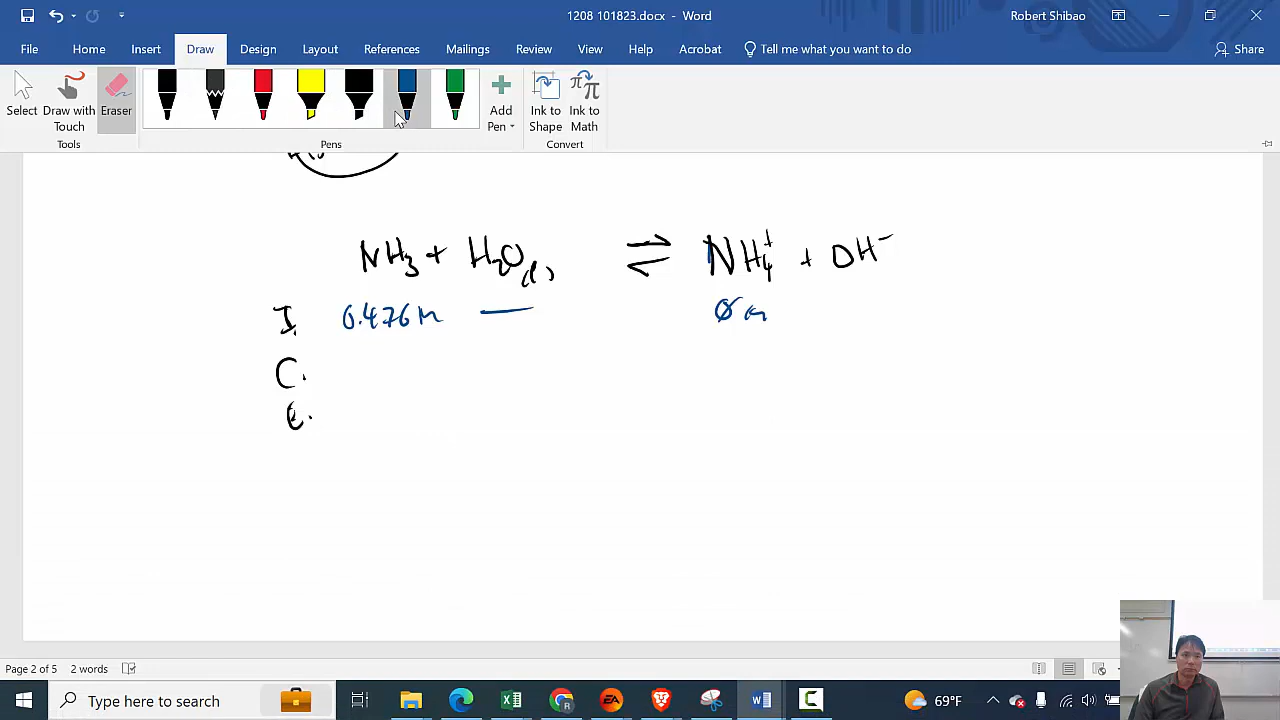 1208 101823.docx - Word
Robert Shibao
File Home Insert Draw Design Layout References Mailings Review View Help Acrobat Tell me what you want to do Share
Select
Draw with Touch
Eraser
Add Pen
Ink to Shape
Ink to Math
Tools
Pens
Convert
NH3 + H2O(l) ⇌ NH4+ + OH-
I. 0.476 M — 0 M
C.
E.
Page 2 of 5 2 words
Type here to search
69°F